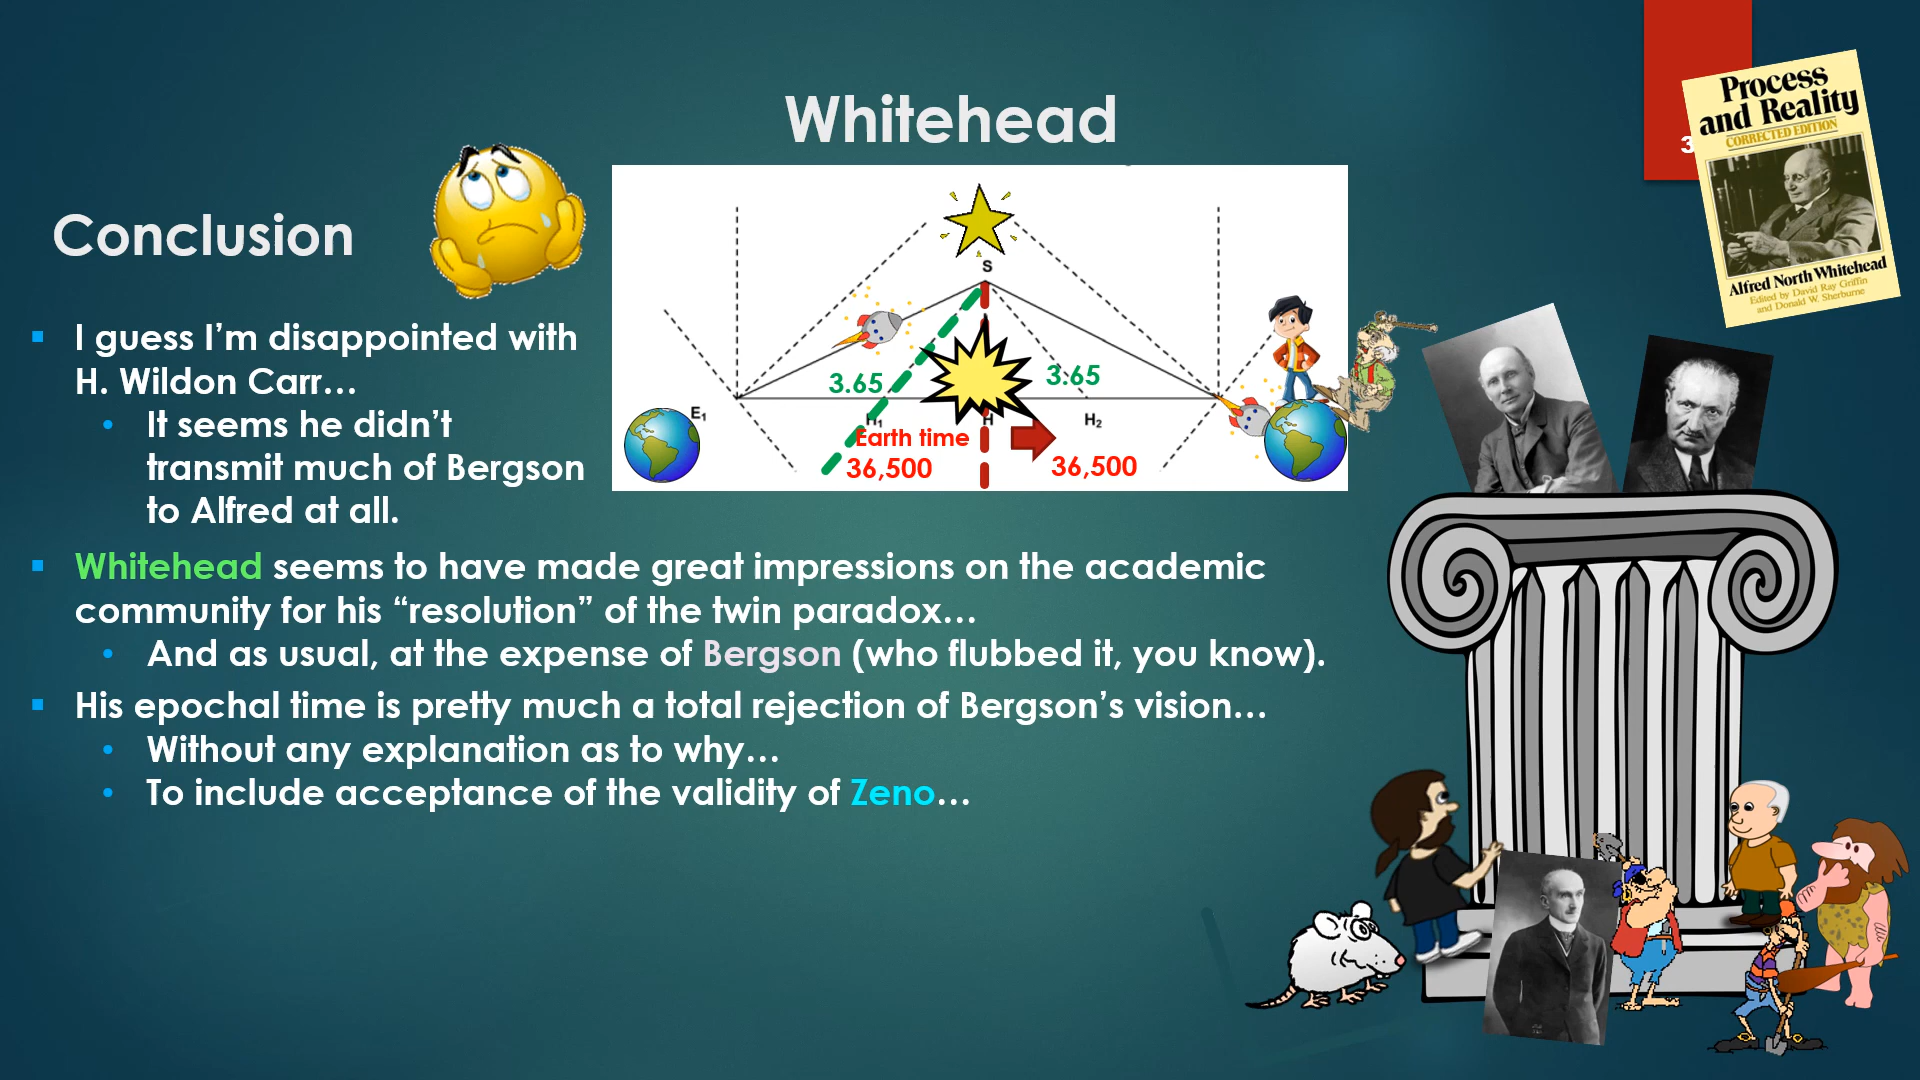 Whitehead
Conclusion
I guess I'm disappointed with
H. Wildon Carr...
It seems he didn't
transmit much of Bergson
to Alfred at all.
Whitehead seems to have made great impressions on the academic
community for his “resolution” of the twin paradox...
And as usual, at the expense of Bergson (who flubbed it, you know).
His epochal time is pretty much a total rejection of Bergson's vision...
Without any explanation as to why...
To include acceptance of the validity of Zeno...
S
3.65
3.65
E₁
H₁
H
H₂
Earth time
36,500
36,500
3
Process
and Reality
CORRECTED EDITION
Alfred North Whitehead
Edited by David Ray Griffin
and Donald W. Sherburne